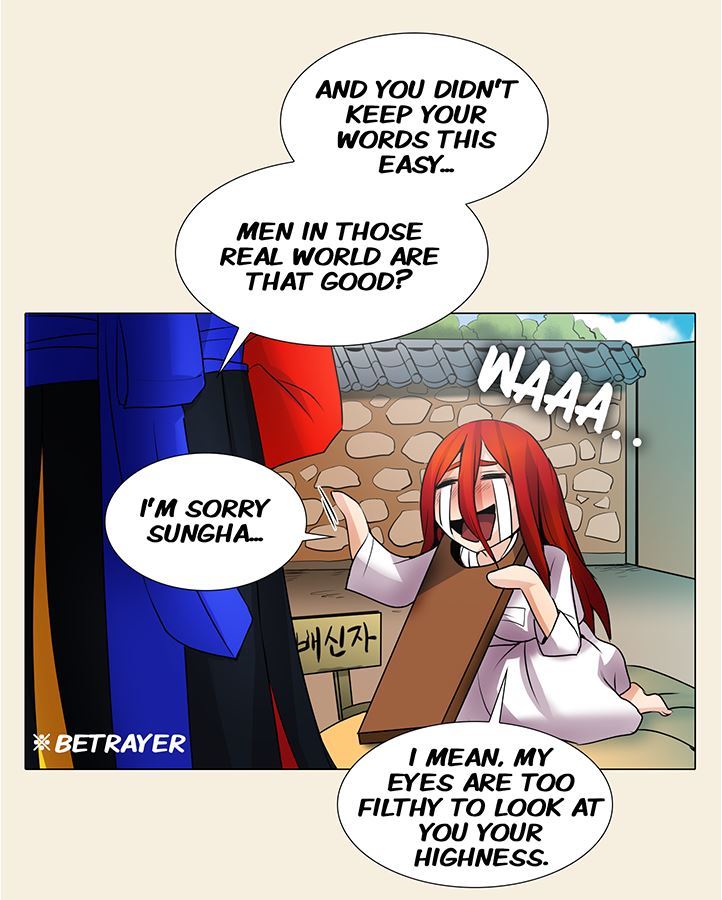 AND YOU DIDN'T
KEEP YOUR
WORDS THIS
EASY...
MEN IN THOSE
REAL WORLD ARE
THAT GOOD?
WAAA..
I'M SORRY
SUNGHA...
배신자
※BETRAYER
I MEAN, MY
EYES ARE TOO
FILTHY TO LOOK AT
YOU YOUR
HIGHNESS.